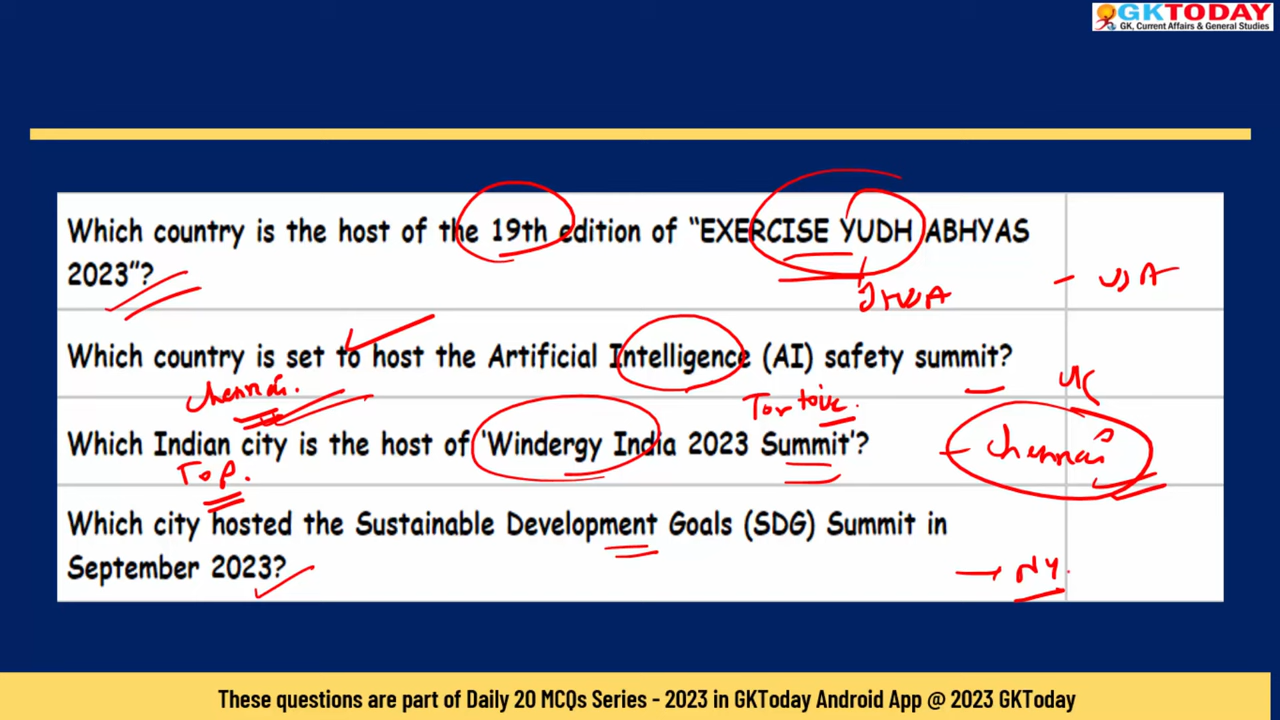 GKTODAY
GK, Current Affairs & General Studies
Which country is the host of the 19th edition of “EXERCISE YUDH ABHYAS
2023”?
- USA
Which country is set to host the Artificial Intelligence (AI) safety summit?
UK
Chennai.
Which Indian city is the host of ‘Windergy India 2023 Summit’?
- Chennai
Top.
Which city hosted the Sustainable Development Goals (SDG) Summit in
September 2023?
→ NY.
These questions are part of Daily 20 MCQs Series - 2023 in GKToday Android App @ 2023 GKToday